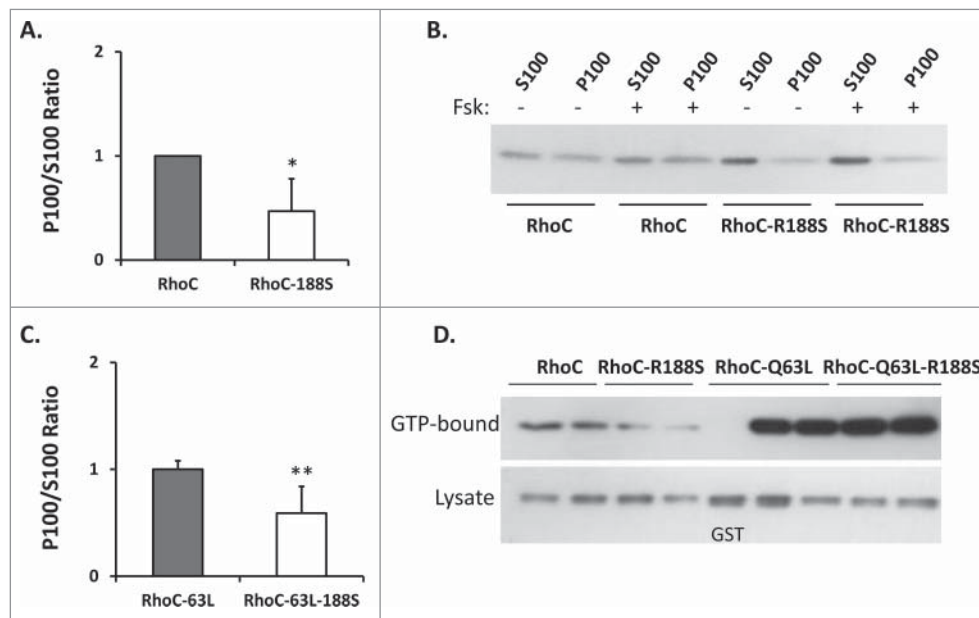 A.
P100/S100 Ratio
2
1
0
*
RhoC RhoC-188S
B.
S100 P100 S100 P100 S100 P100 S100 P100
Fsk: - - + + - - + +
RhoC RhoC RhoC-R188S RhoC-R188S
C.
P100/S100 Ratio
2
1
0
**
RhoC-63L RhoC-63L-188S
D.
RhoC RhoC-R188S RhoC-Q63L RhoC-Q63L-R188S
GTP-bound
Lysate
GST